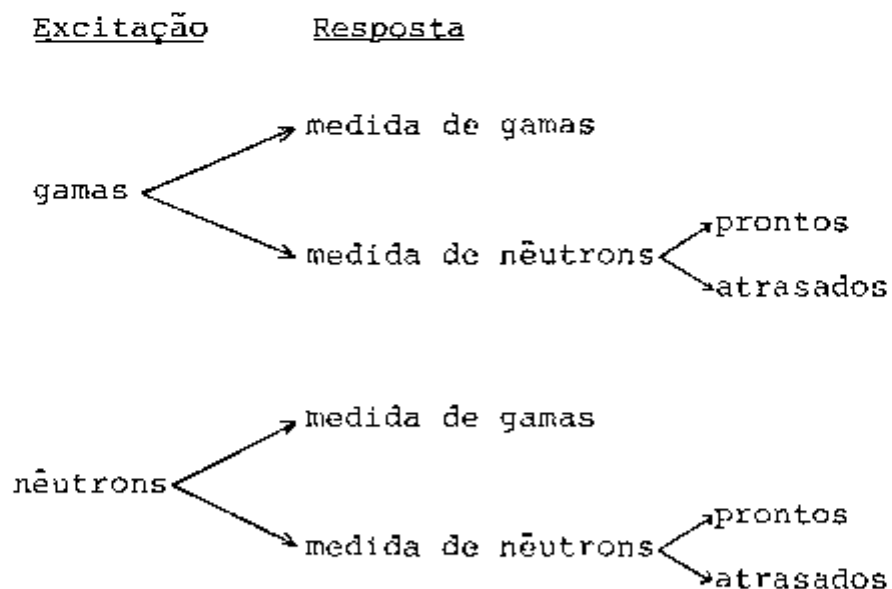 Excitação Resposta
medida de gamas
gamas
prontos
medida de nêutrons
atrasados
medida de gamas
nêutrons
prontos
medida de nêutrons
atrasados